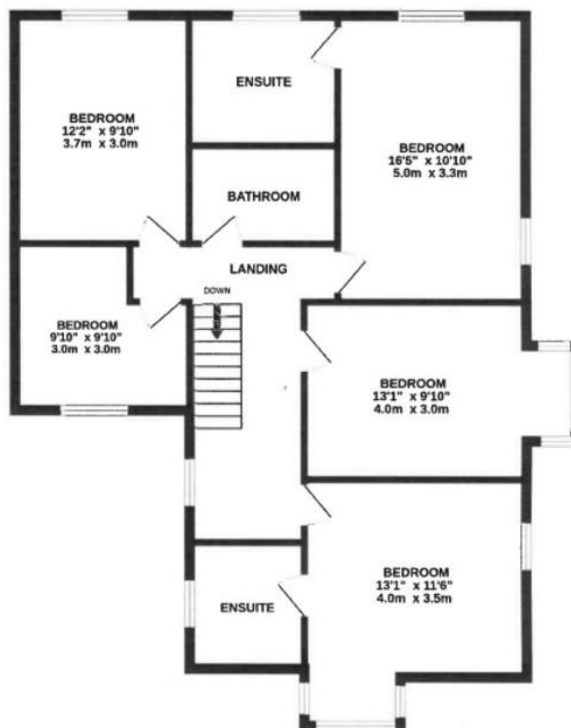 ENSUITE
BEDROOM
12'2" x 9'10"
3.7m x 3.0m
BEDROOM
16'5" x 10'10"
5.0m x 3.3m
BATHROOM
LANDING
DOWN
BEDROOM
9'10" x 9'10"
3.0m x 3.0m
BEDROOM
13'1" x 9'10"
4.0m x 3.0m
BEDROOM
13'1" x 11'6"
4.0m x 3.5m
ENSUITE